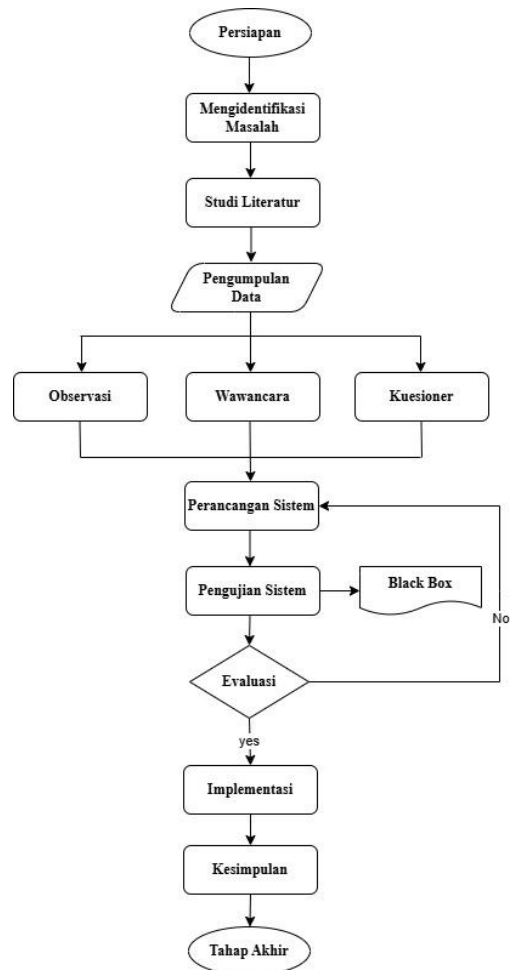 Persiapan
Mengidentifikasi
Masalah
Studi Literatur
Pengumpulan
Data
Observasi
Wawancara
Kuesioner
Perancangan Sistem
Pengujian Sistem
Black Box
No
Evaluasi
yes
Implementasi
Kesimpulan
Tahap Akhir